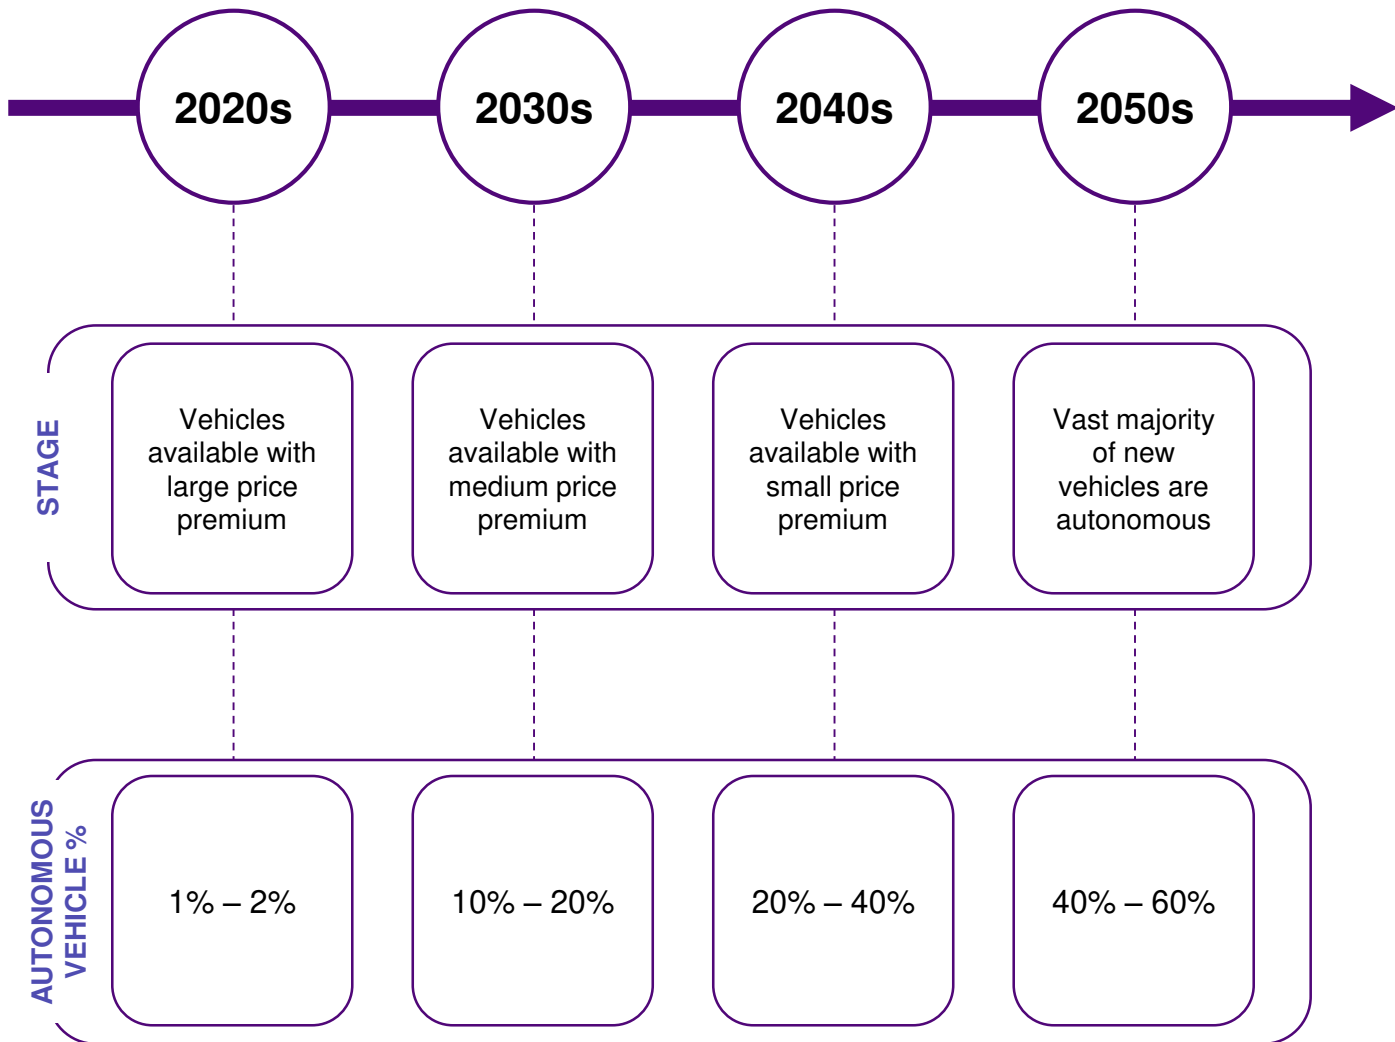 2020s
2030s
2040s
2050s
STAGE
Vehicles
available with
large price
premium
Vehicles
available with
medium price
premium
Vehicles
available with
small price
premium
Vast majority
of new
vehicles are
autonomous
AUTONOMOUS
VEHICLE %
1% – 2%
10% – 20%
20% – 40%
40% – 60%